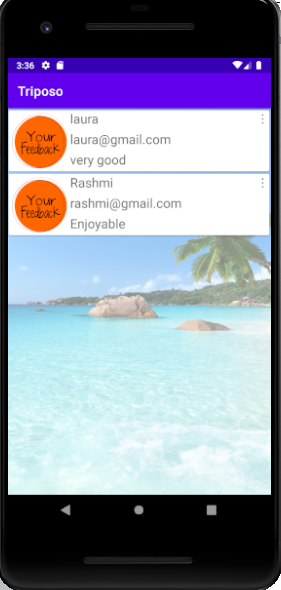 3:36
Triposo
laura
laura@gmail.com
very good
Your
Feedback
Rashmi
rashmi@gmail.com
Enjoyable
Your
Feedback